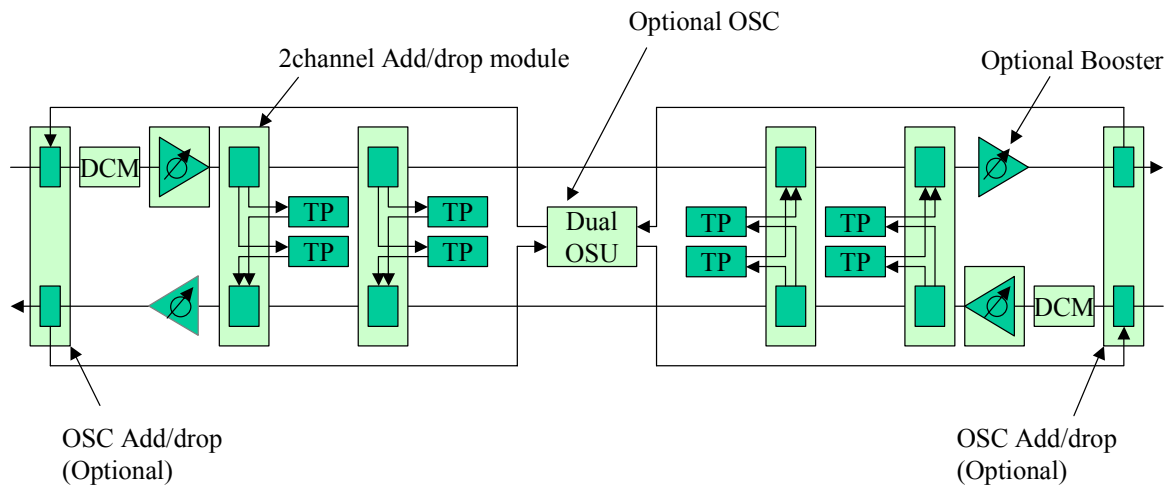 Optional OSC
2channel Add/drop module
Optional Booster
DCM
TP
TP
TP
TP
Dual
OSU
TP
TP
TP
TP
DCM
OSC Add/drop
(Optional)
OSC Add/drop
(Optional)